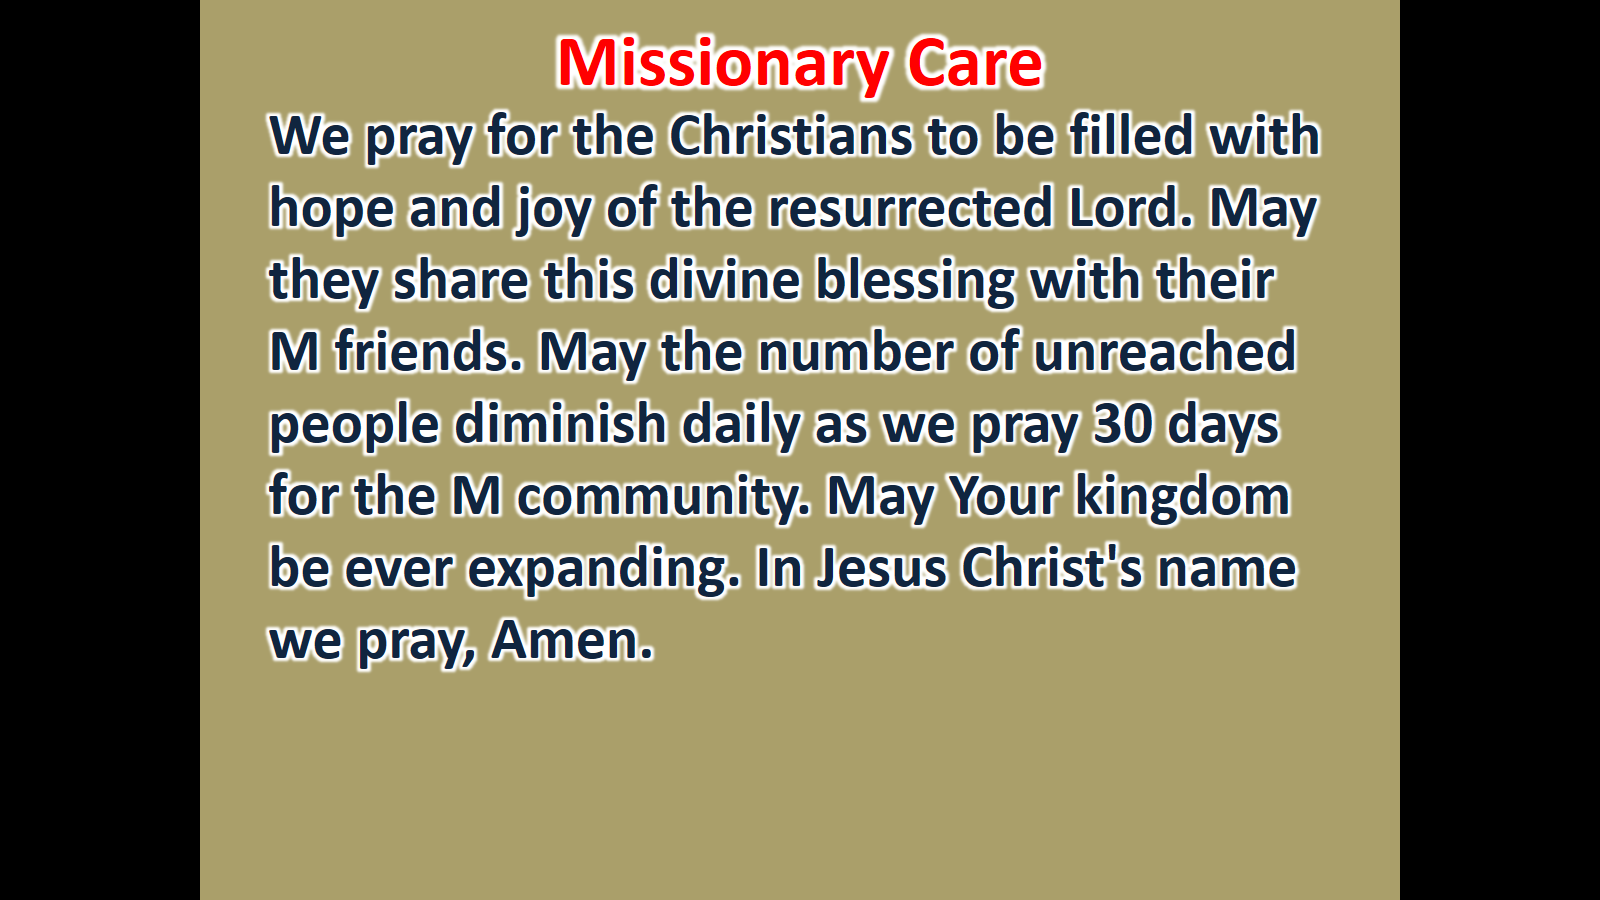 Missionary Care
We pray for the Christians to be filled with
hope and joy of the resurrected Lord. May
they share this divine blessing with their
M friends. May the number of unreached
people diminish daily as we pray 30 days
for the M community. May Your kingdom
be ever expanding. In Jesus Christ's name
we pray, Amen.